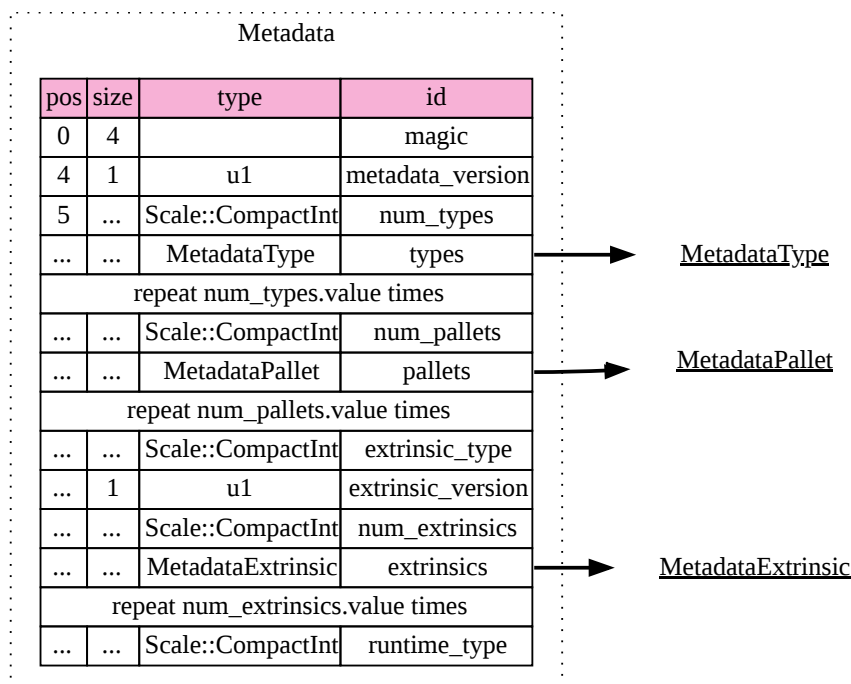 Metadata
pos size type id
0 4 magic
4 1 u1 metadata_version
5 ... Scale::CompactInt num_types
... ... MetadataType types MetadataType
repeat num_types.value times
... ... Scale::CompactInt num_pallets
... ... MetadataPallet pallets MetadataPallet
repeat num_pallets.value times
... ... Scale::CompactInt extrinsic_type
... 1 u1 extrinsic_version
... ... Scale::CompactInt num_extrinsics
... ... MetadataExtrinsic extrinsics MetadataExtrinsic
repeat num_extrinsics.value times
... ... Scale::CompactInt runtime_type